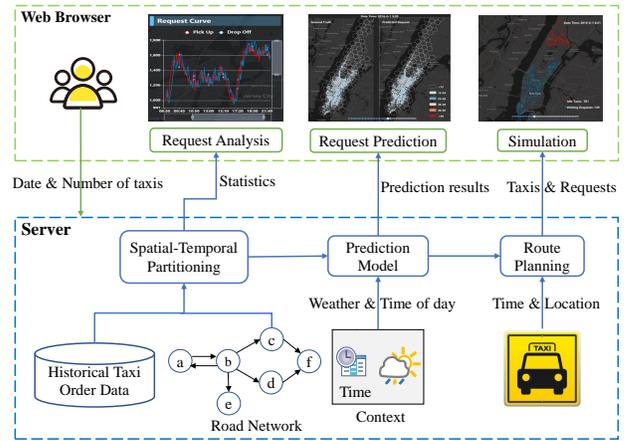 Web Browser
Request Curve
Pick Up Drop Off
Request Analysis
Request Prediction
Simulation
Date & Number of taxis
Statistics
Prediction results
Taxis & Requests
Server
Spatial-Temporal
Partitioning
Prediction
Model
Route
Planning
Weather & Time of day
Time & Location
Historical Taxi
Order Data
a
b
c
d
e
f
Road Network
Time
Context
TAXI